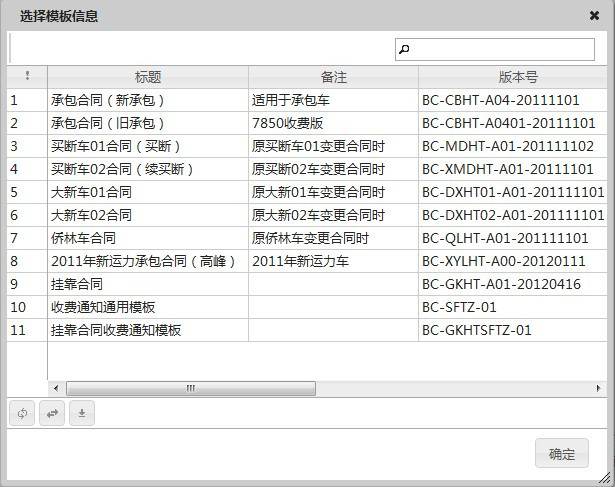 选择模板信息
标题 备注 版本号
1 承包合同（新承包） 适用于承包车 BC-CBHT-A04-20111101
2 承包合同（旧承包） 7850收费版 BC-CBHT-A0401-20111101
3 买断车01合同（买断） 原买断车01变更合同时 BC-MDHT-A01-201111102
4 买断车02合同（续买断） 原买断02车变更合同时 BC-XMDHT-A01-20111101
5 大新车01合同 原大新01车变更合同时 BC-DXHT01-A01-201111101
6 大新车02合同 原大新02车变更合同时 BC-DXHT02-A01-201111101
7 侨林车合同 原侨林车变更合同时 BC-QLHT-A01-201111101
8 2011年新运力承包合同（高峰） 2011年新运力车 BC-XYLHT-A00-20120111
9 挂靠合同 BC-GKHT-A01-20120416
10 收费通知通用模板 BC-SFTZ-01
11 挂靠合同收费通知模板 BC-GKHTSFTZ-01
确定